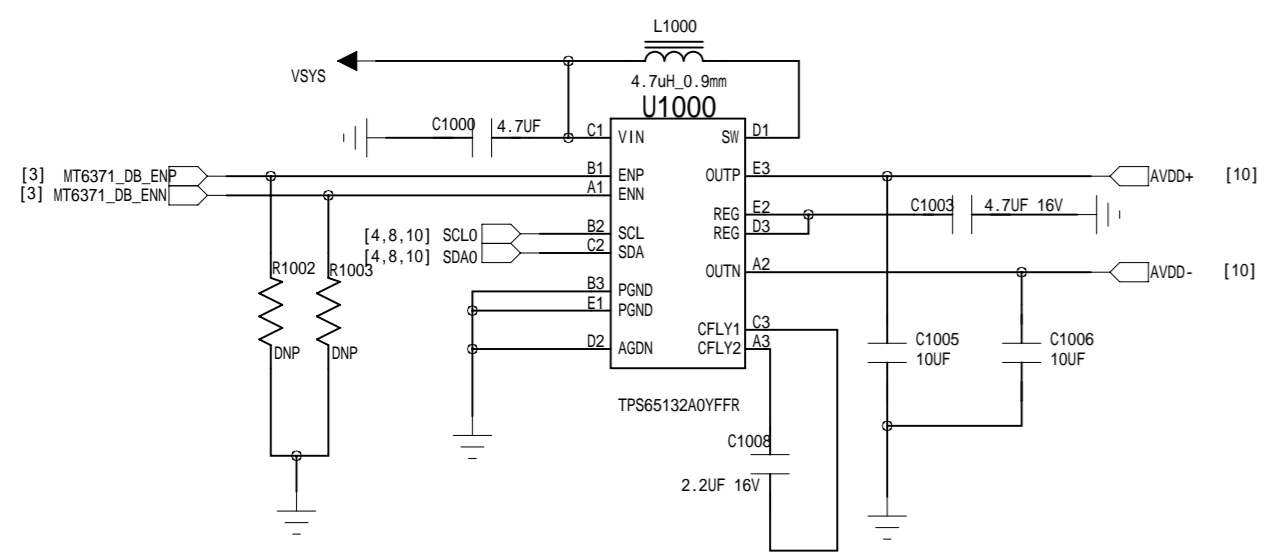 L1000
VSYS
4.7uH_0.9mm
U1000
C1000 4.7UF C1 VIN SW D1
[3] MT6371_DB_ENP B1 ENP OUTP E3 AVDD+ [10]
[3] MT6371_DB_ENN A1 ENN
C1003 4.7UF 16V
REG E2
[4,8,10] SCL0 B2 SCL REG D3
[4,8,10] SDA0 C2 SDA
OUTN A2 AVDD- [10]
R1002 R1003
B3 PGND
E1 PGND
CFLY1 C3
DNP DNP D2 AGDN CFLY2 A3
C1005 C1006
10UF 10UF
TPS65132A0YFFR
C1008
2.2UF 16V